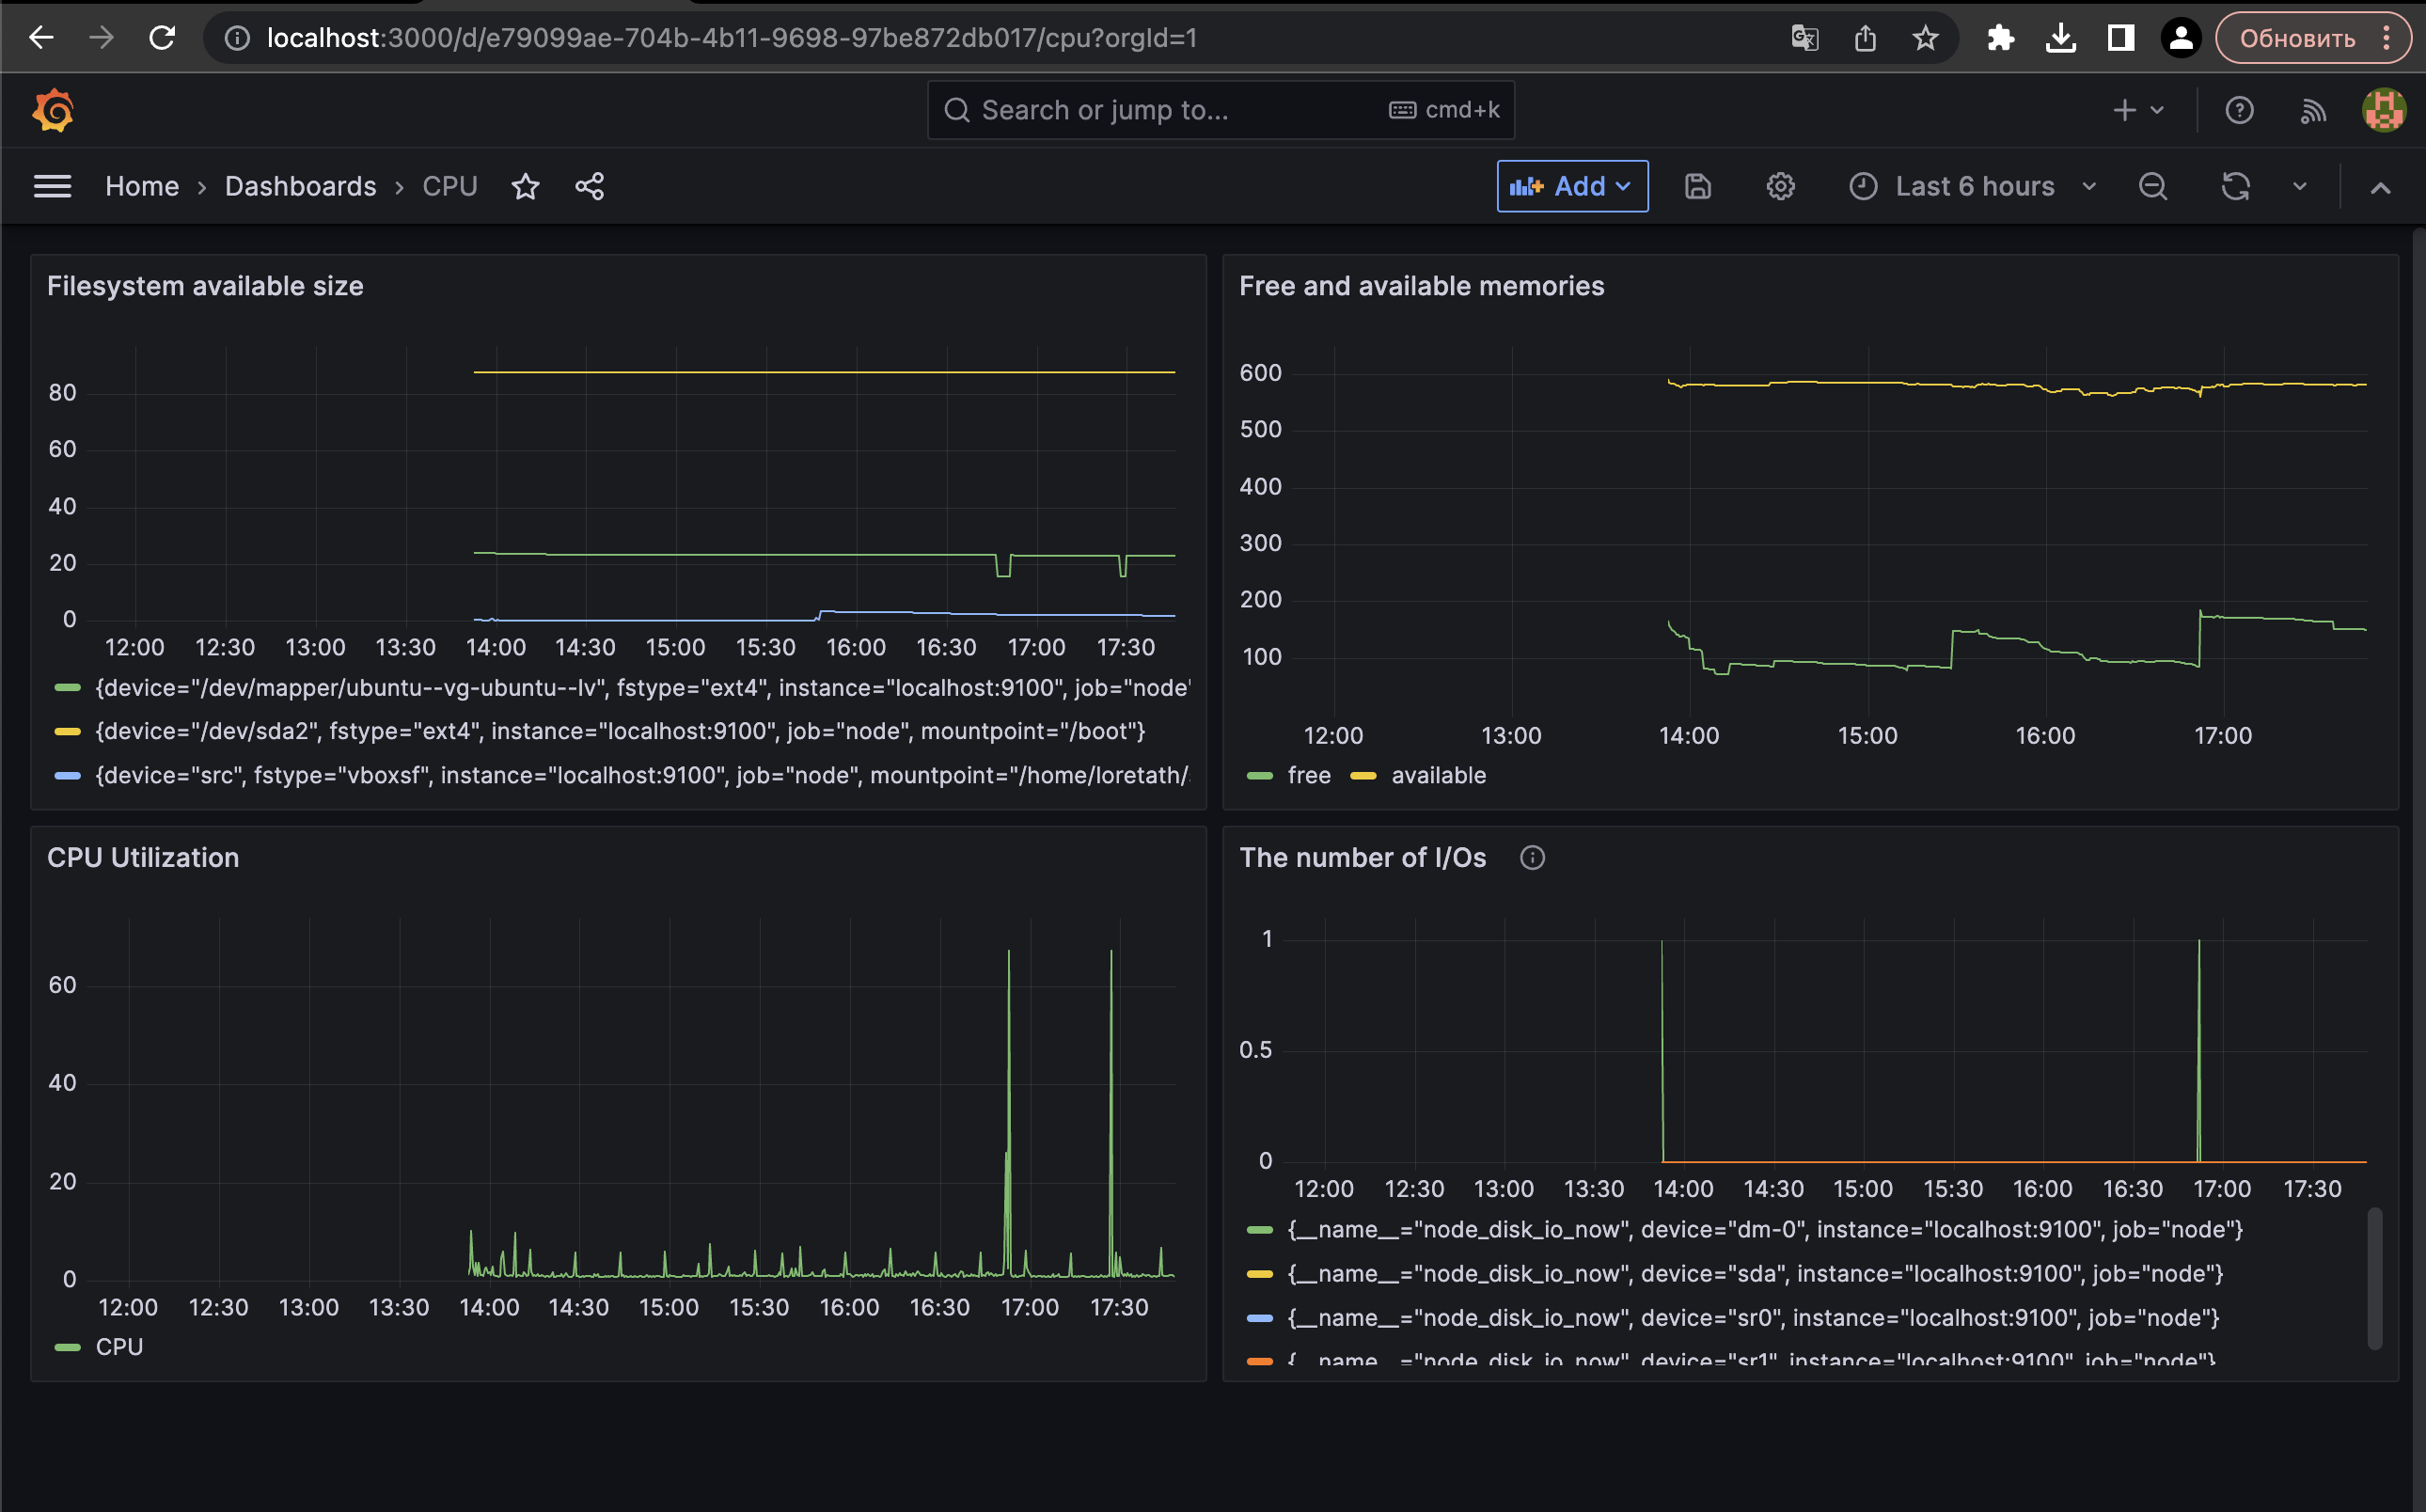 localhost:3000/d/e79099ae-704b-4b11-9698-97be872db017/cpu?orgId=1
Обновить
Search or jump to...
cmd+k
Home › Dashboards › CPU
Add
Last 6 hours
Filesystem available size
80
60
40
20
0
12:00 12:30 13:00 13:30 14:00 14:30 15:00 15:30 16:00 16:30 17:00 17:30
{device="/dev/mapper/ubuntu--vg-ubuntu--lv", fstype="ext4", instance="localhost:9100", job="node"
{device="/dev/sda2", fstype="ext4", instance="localhost:9100", job="node", mountpoint="/boot"}
{device="src", fstype="vboxsf", instance="localhost:9100", job="node", mountpoint="/home/loretath/
Free and available memories
600
500
400
300
200
100
12:00 13:00 14:00 15:00 16:00 17:00
free available
CPU Utilization
60
40
20
0
12:00 12:30 13:00 13:30 14:00 14:30 15:00 15:30 16:00 16:30 17:00 17:30
CPU
The number of I/Os
1
0.5
0
12:00 12:30 13:00 13:30 14:00 14:30 15:00 15:30 16:00 16:30 17:00 17:30
{__name__="node_disk_io_now", device="dm-0", instance="localhost:9100", job="node"}
{__name__="node_disk_io_now", device="sda", instance="localhost:9100", job="node"}
{__name__="node_disk_io_now", device="sr0", instance="localhost:9100", job="node"}
{__name__="node_disk_io_now", device="sr1", instance="localhost:9100", job="node"}